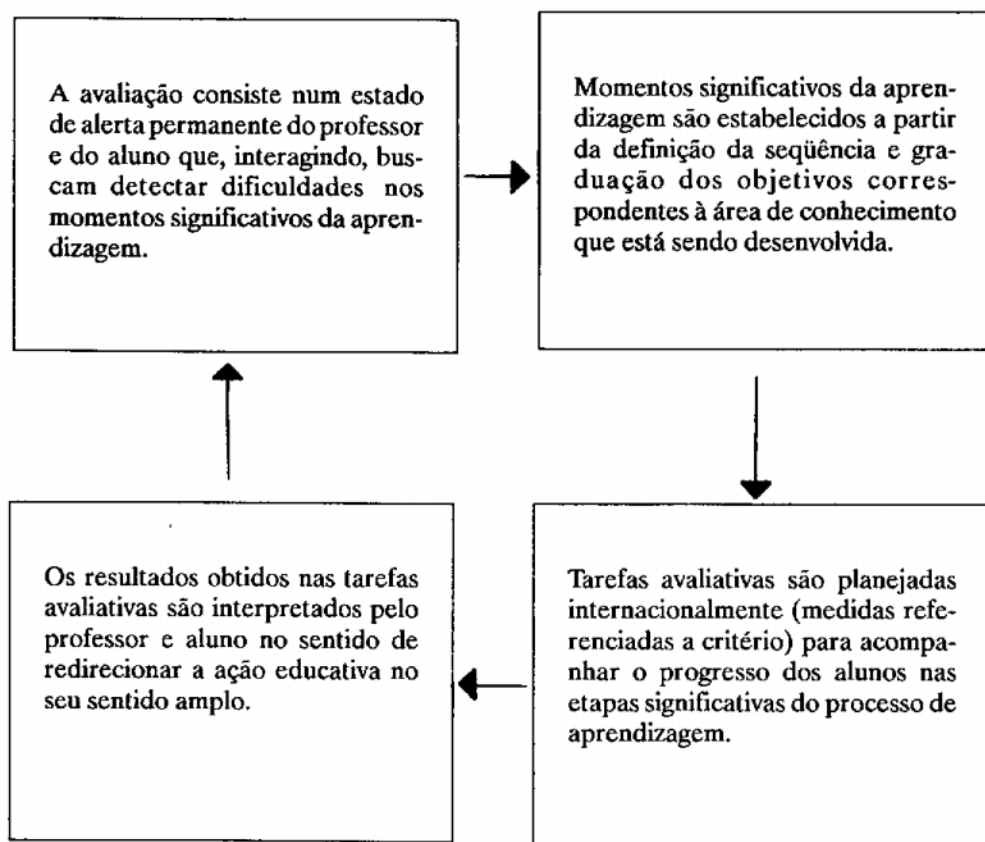 A avaliação consiste num estado
de alerta permanente do professor
e do aluno que, interagindo, bus-
cam detectar dificuldades nos
momentos significativos da apren-
dizagem.
Momentos significativos da apren-
dizagem são estabelecidos a partir
da definição da seqüência e gra-
duação dos objetivos corres-
pondentes à área de conhecimento
que está sendo desenvolvida.
Tarefas avaliativas são planejadas
internacionalmente (medidas refe-
renciadas a critério) para acompa-
nhar o progresso dos alunos nas
etapas significativas do processo de
aprendizagem.
Os resultados obtidos nas tarefas
avaliativas são interpretados pelo
professor e aluno no sentido de
redirecionar a ação educativa no
seu sentido amplo.